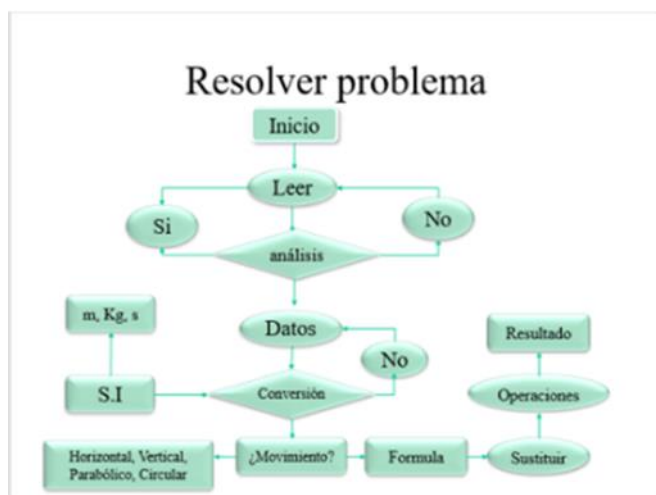 Resolver problema
Inicio
Leer
Si
No
análisis
m, Kg, s
Datos
No
Resultado
S.I
Conversión
Operaciones
Horizontal, Vertical,
Parabólico, Circular
¿Movimiento?
Formula
Sustituir